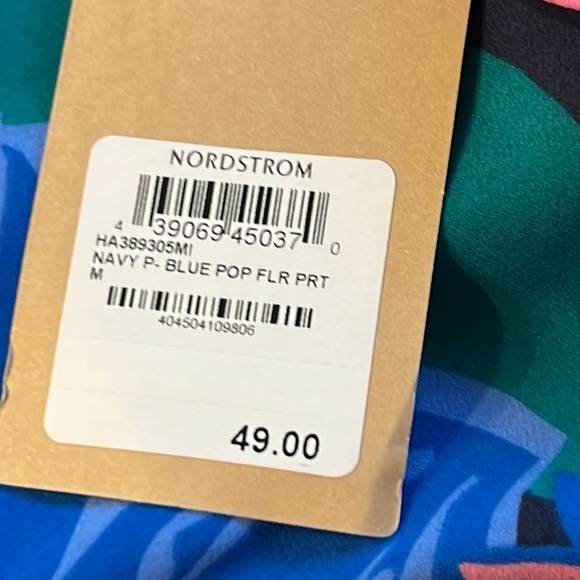 NORDSTROM
4 39069 45037 0
HA389305MI
NAVY P- BLUE POP FLR PRT
M
404504109806
49.00